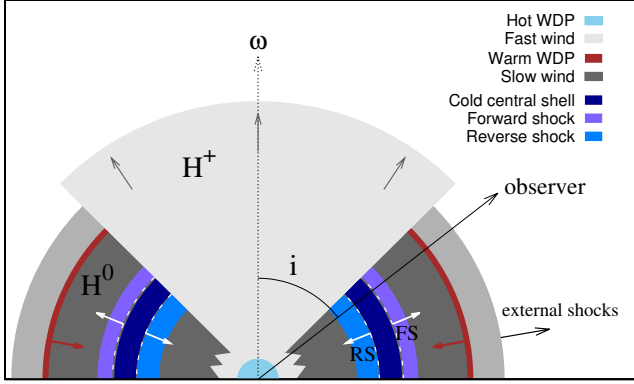 Hot WDP
Fast wind
Warm WDP
Slow wind
Cold central shell
Forward shock
Reverse shock
ω
H+
observer
i
H0
external shocks
FS
RS